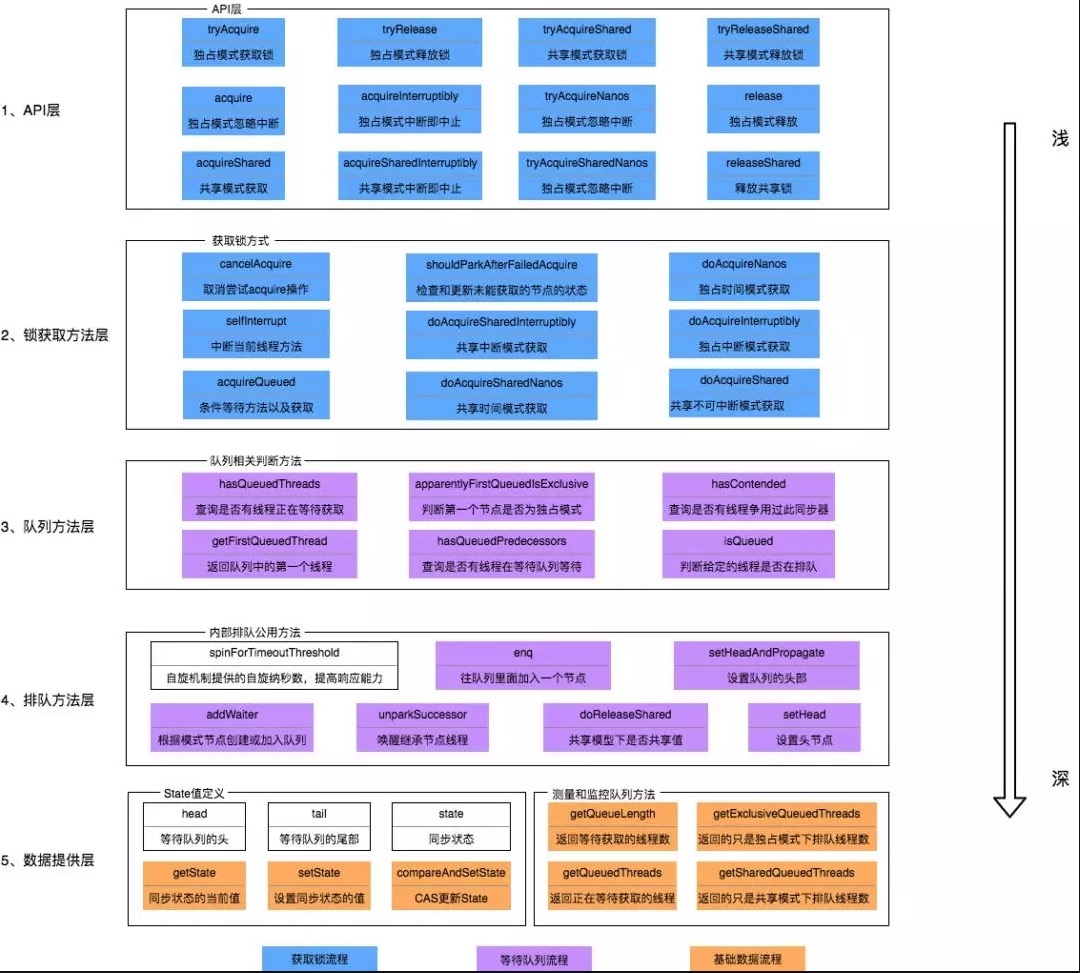 API层
tryAcquire
独占模式获取锁
tryRelease
独占模式释放锁
tryAcquireShared
共享模式获取锁
tryReleaseShared
共享模式释放锁
1、API层
acquire
独占模式忽略中断
acquireInterruptibly
独占模式中断即中止
tryAcquireNanos
独占模式忽略中断
release
独占模式释放
acquireShared
共享模式获取
acquireSharedInterruptibly
共享模式中断即中止
tryAcquireSharedNanos
独占模式忽略中断
releaseShared
释放共享锁
浅
获取锁方式
cancelAcquire
取消尝试acquire操作
shouldParkAfterFailedAcquire
检查和更新未能获取的节点的状态
doAcquireNanos
独占时间模式获取
2、锁获取方法层
selfInterrupt
中断当前线程方法
doAcquireSharedInterruptibly
共享中断模式获取
doAcquireInterruptibly
独占中断模式获取
acquireQueued
条件等待方法以及获取
doAcquireSharedNanos
共享时间模式获取
doAcquireShared
共享不可中断模式获取
队列相关判断方法
hasQueuedThreads
查询是否有线程正在等待获取
apparentlyFirstQueuedIsExclusive
判断第一个节点是否为独占模式
hasContended
查询是否有线程争用过此同步器
3、队列方法层
getFirstQueuedThread
返回队列中的第一个线程
hasQueuedPredecessors
查询是否有线程在等待队列等待
isQueued
判断给定的线程是否在排队
内部排队公用方法
spinForTimeoutThreshold
自旋机制提供的自旋纳秒数，提高响应能力
enq
往队列里面加入一个节点
setHeadAndPropagate
设置队列的头部
4、排队方法层
addWaiter
根据模式节点创建或加入队列
unparkSuccessor
唤醒继承节点线程
doReleaseShared
共享模型下是否共享值
setHead
设置头节点
深
State值定义
head
等待队列的头
tail
等待队列的尾部
state
同步状态
5、数据提供层
getState
同步状态的当前值
setState
设置同步状态的值
compareAndSetState
CAS更新State
测量和监控队列方法
getQueueLength
返回等待获取的线程数
getExclusiveQueuedThreads
返回的只是独占模式下排队线程数
getQueuedThreads
返回正在等待获取的线程
getSharedQueuedThreads
返回的只是共享模式下排队线程数
获取锁流程
等待队列流程
基础数据流程